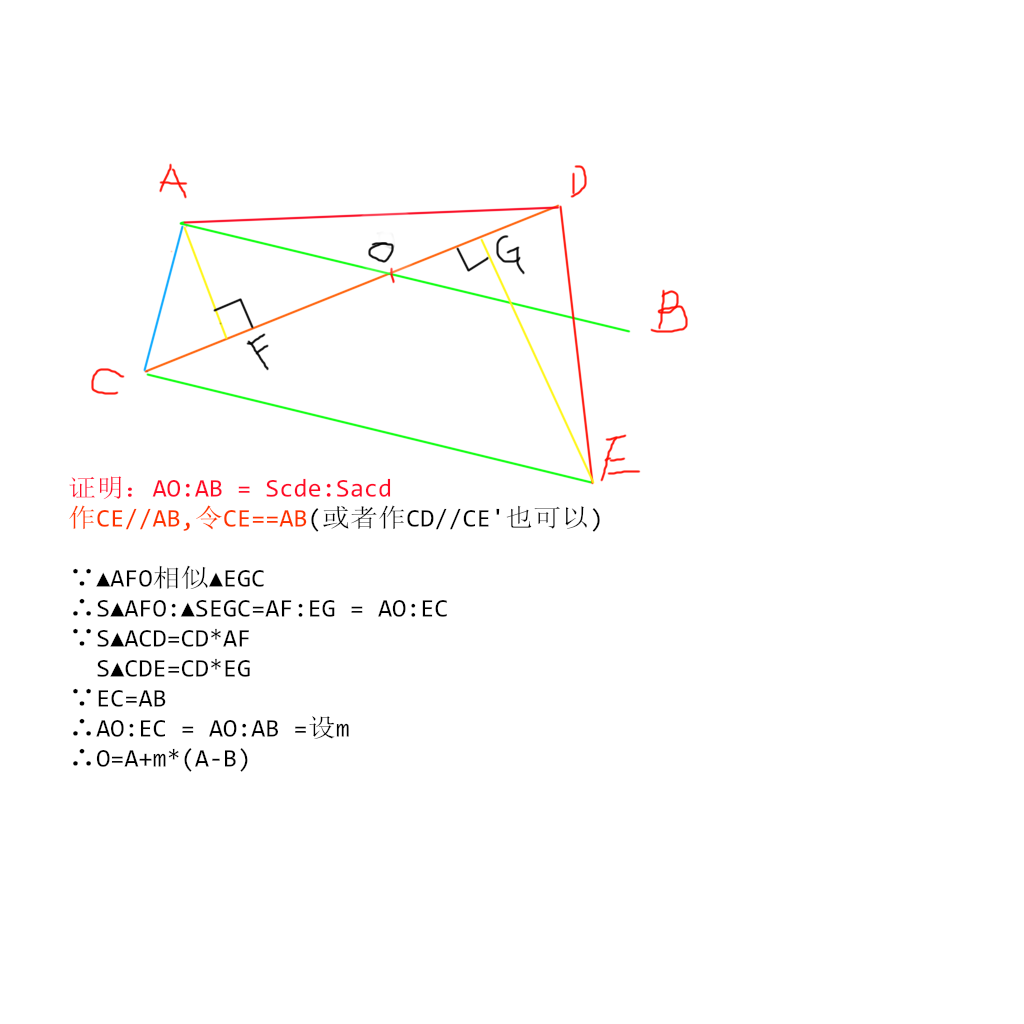 A
D
O
G
B
F
C
E
证明：AO:AB = Scde:Sacd
作CE//AB,令CE==AB(或者作CD//CE'也可以)
∵▲AFO相似▲EGC
∴S▲AFO:▲SEGC=AF:EG = AO:EC
∵S▲ACD=CD*AF
S▲CDE=CD*EG
∵EC=AB
∴AO:EC = AO:AB =设m
∴O=A+m*(A-B)